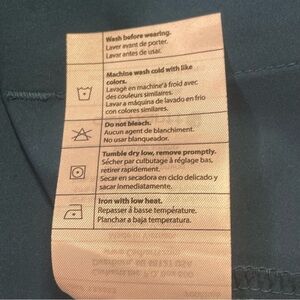 Wash before wearing.
Laver avant de porter.
Lavar antes de usar.
Machine wash cold with like
colors.
Lavage en machine à froid avec
des couleurs similaires.
Lavar a máquina de lavado en frio
con colores similares.
Do not bleach.
Aucun agent de blanchiment.
No usar blanqueador.
Tumble dry low, remove promptly.
Sécher par culbutage à réglage bas,
retirer rapidement.
Secar en secadora en ciclo delicado y
sacar inmediatamente.
Iron with low heat.
Repasser à basse température.
Planchar a baja temperatura.